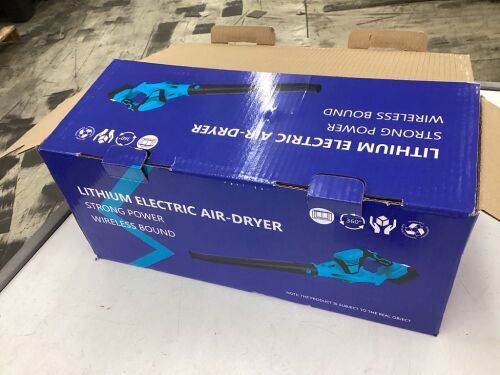 LITHIUM ELECTRIC AIR-DRYER
STRONG POWER
WIRELESS BOUND
360°
LITHIUM ELECTRIC AIR-DRYER
STRONG POWER
WIRELESS BOUND
360°
NOTE: THE PRODUCT IS SUBJECT TO THE REAL OBJECT